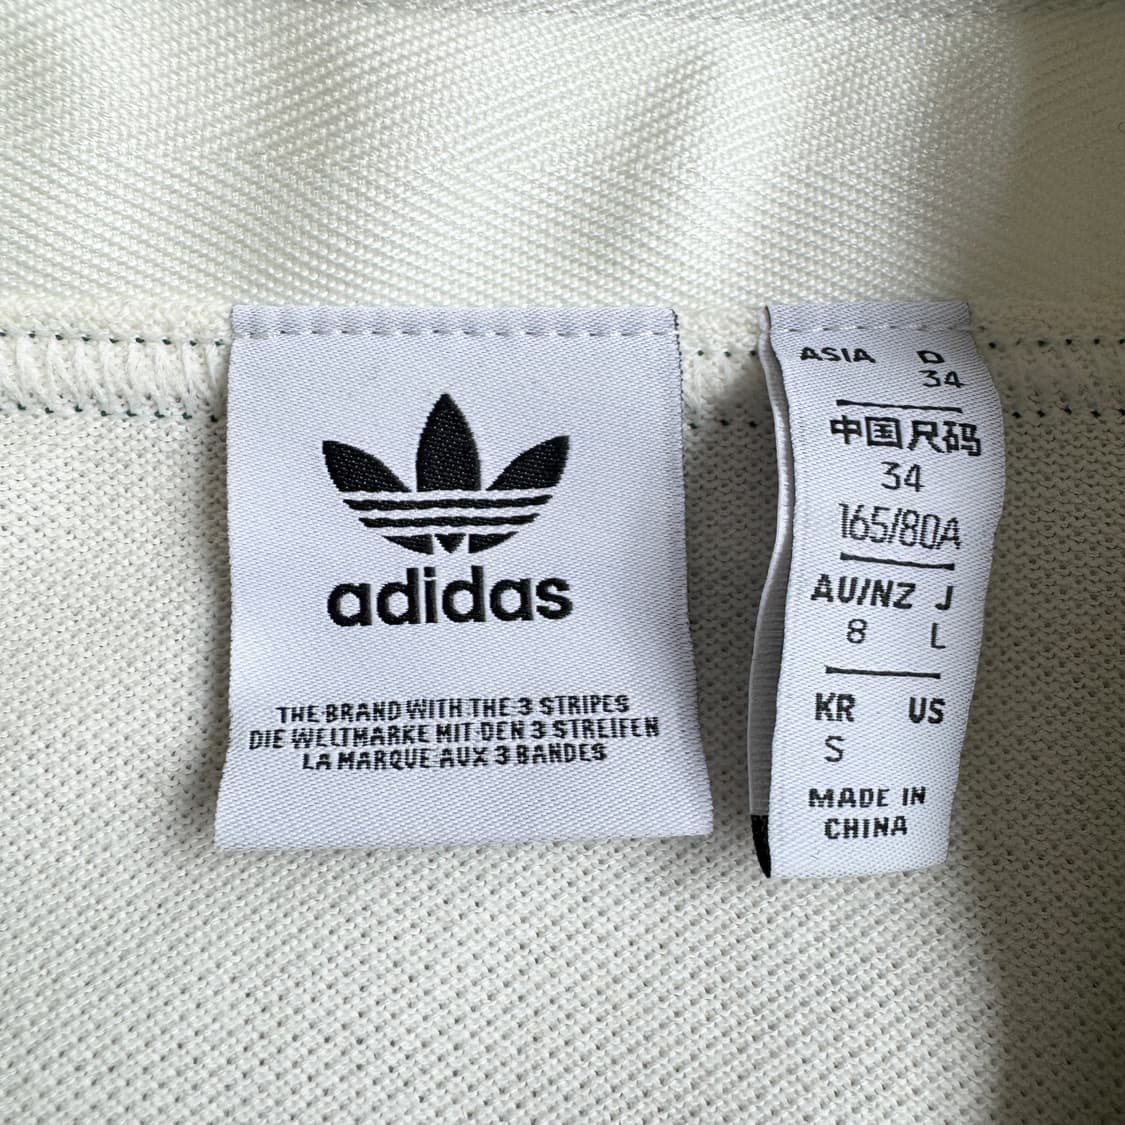 adidas
THE BRAND WITH THE 3 STRIPES
DIE WELTMARKE MIT DEN 3 STREIFEN
LA MARQUE AUX 3 BANDES
ASIA D
34
中国尺码
34
165/80A
AU/NZ J
8 L
KR US
S
MADE IN
CHINA